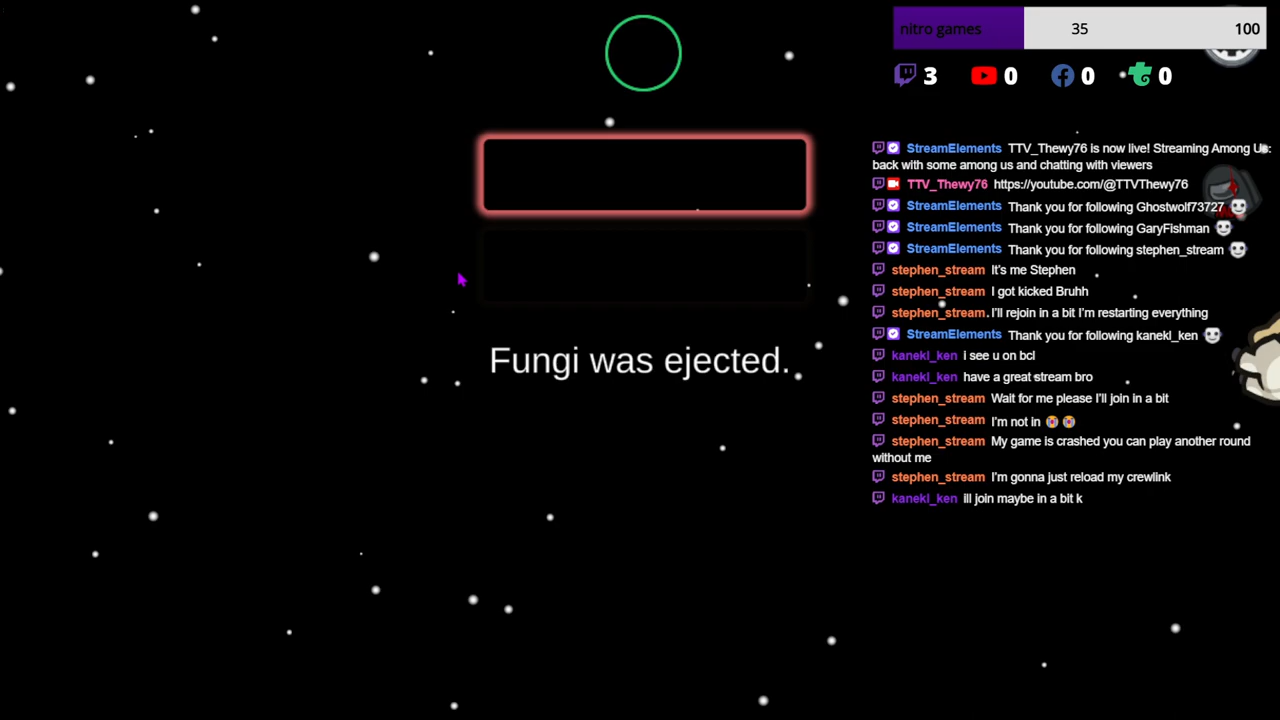 nitro games 35 100
3 0 0 0
StreamElements TTV_Thewy76 is now live! Streaming Among Us:
back with some among us and chatting with viewers
TTV_Thewy76 https://youtube.com/@TTVThewy76
StreamElements Thank you for following Ghostwolf73727
StreamElements Thank you for following GaryFishman
StreamElements Thank you for following stephen_stream
stephen_stream It's me Stephen
stephen_stream I got kicked Bruhh
stephen_stream I'll rejoin in a bit I'm restarting everything
StreamElements Thank you for following kanekl_ken
kanekl_ken i see u on bcl
kanekl_ken have a great stream bro
stephen_stream Wait for me please I'll join in a bit
stephen_stream I'm not in 😭 😭
stephen_stream My game is crashed you can play another round
without me
stephen_stream I'm gonna just reload my crewlink
kanekl_ken ill join maybe in a bit k
Fungi was ejected.